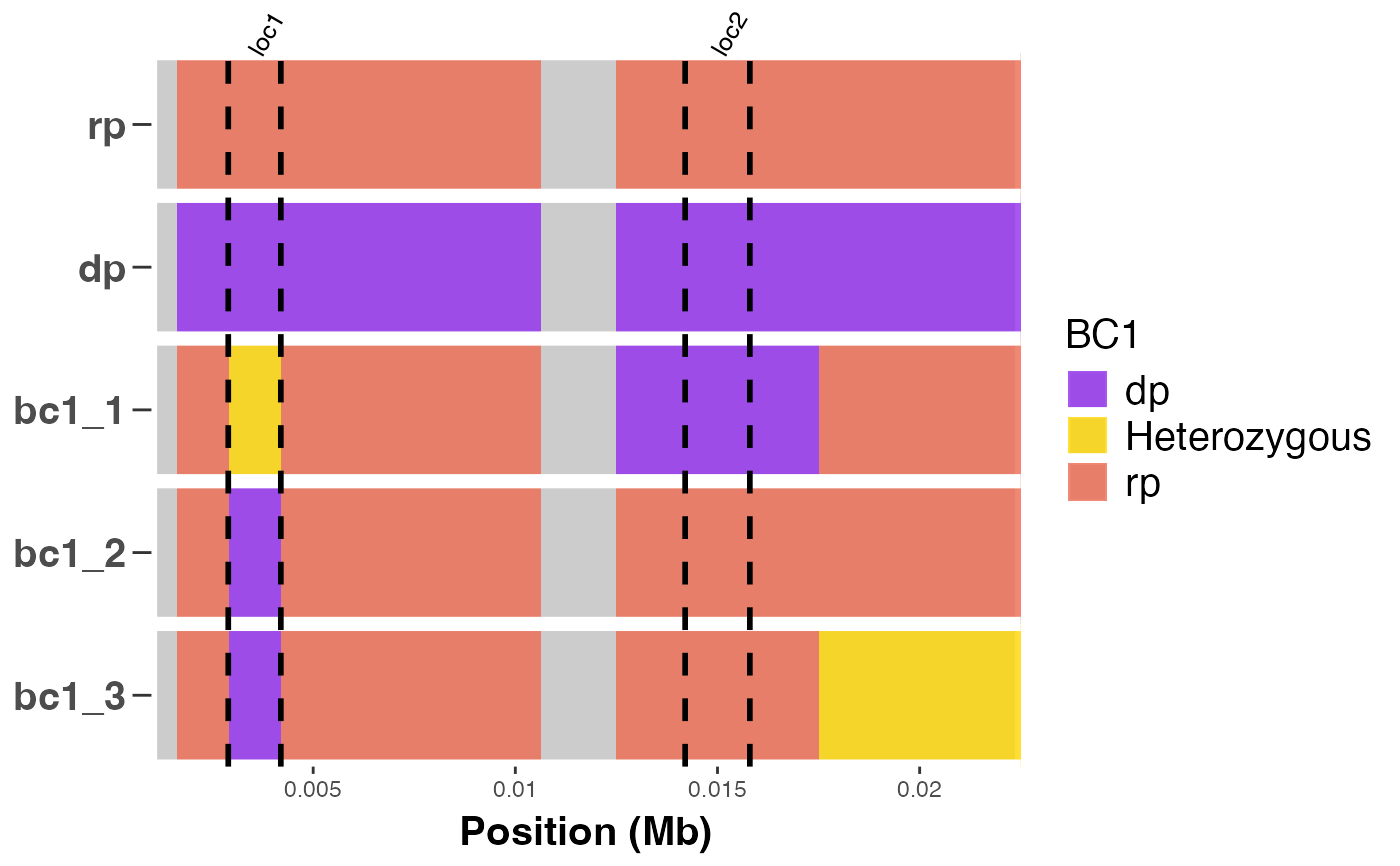 loc1
loc2
rp
dp
bc1_1
bc1_2
bc1_3
0.005
0.01
0.015
0.02
Position (Mb)
BC1
dp
Heterozygous
rp